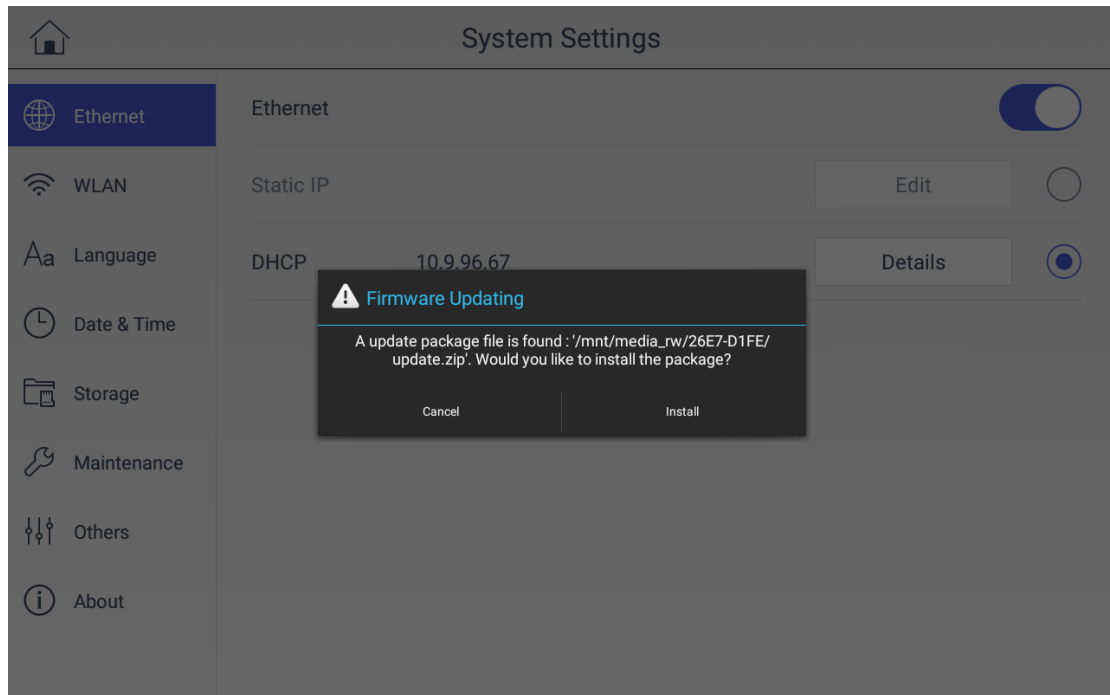 System Settings
Ethernet
Ethernet
WLAN
Static IP
Edit
Language
DHCP
10.9.96.67
Details
Firmware Updating
A update package file is found : '/mnt/media_rw/26E7-D1FE/
update.zip'. Would you like to install the package?
Cancel
Install
Date & Time
Storage
Maintenance
Others
About